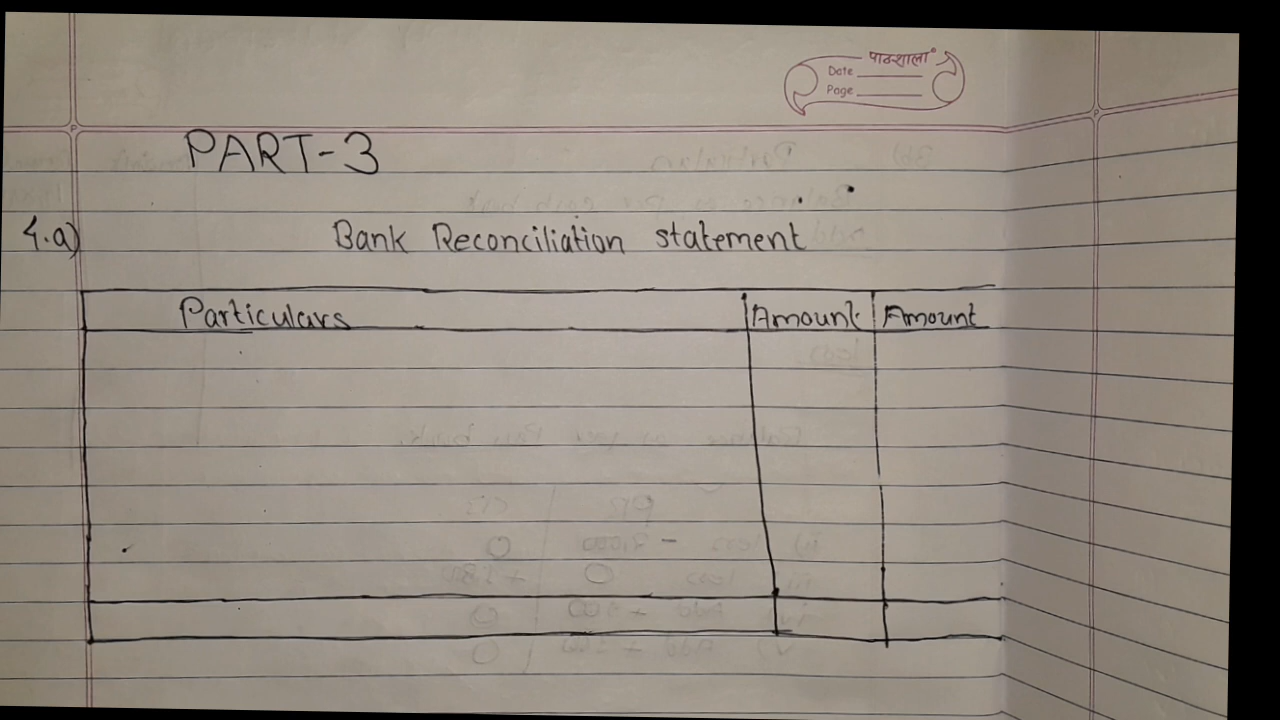 पाठशाला
Date
Page
PART-3
4.a) Bank Reconciliation statement
Particulars Amount Amount